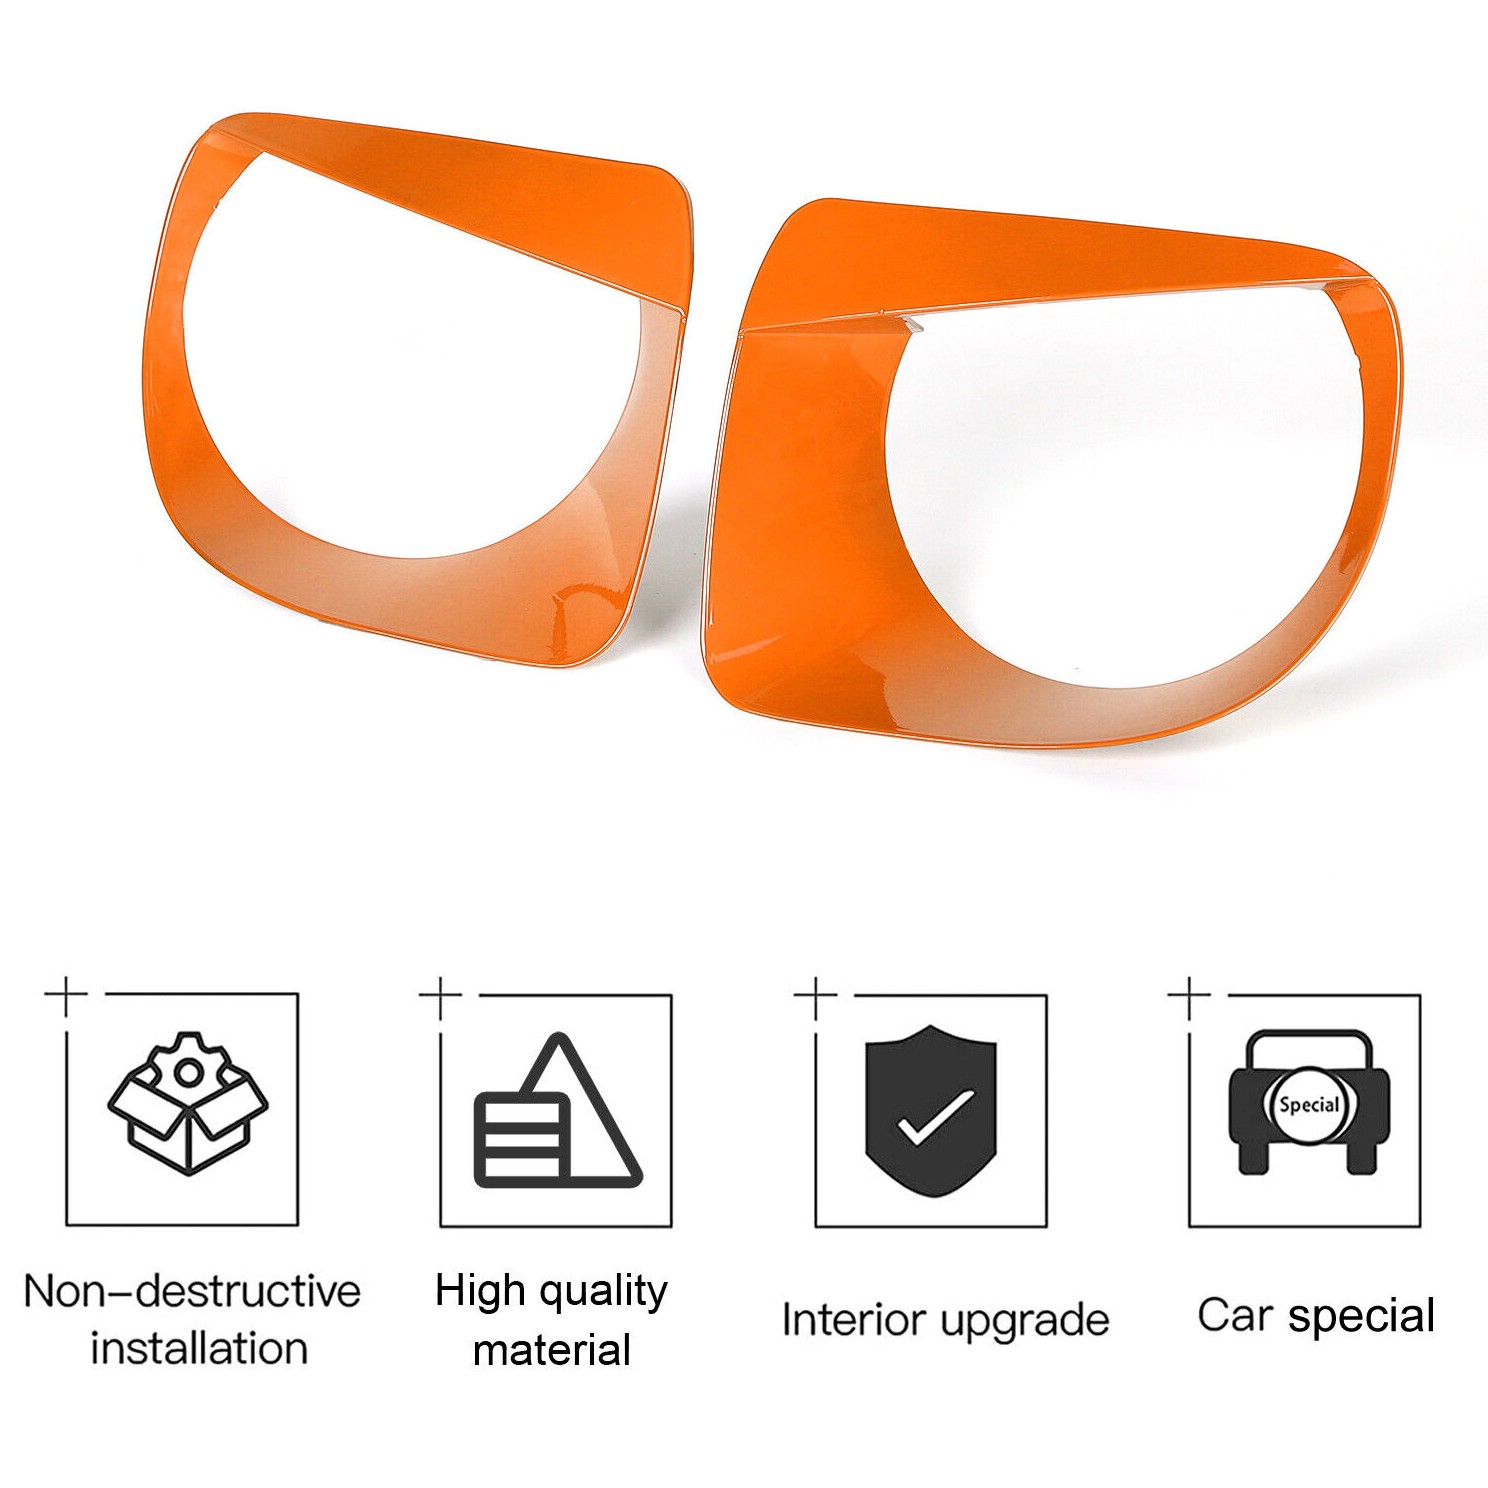 Special
Non-destructive
installation
High quality
material
Interior upgrade
Car special